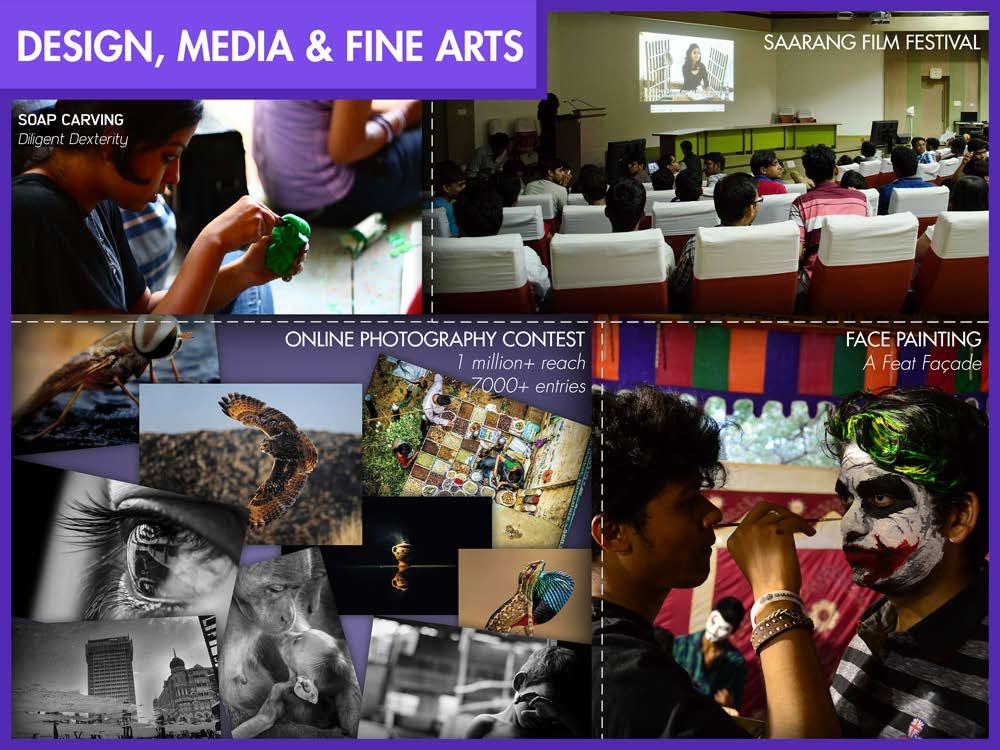 DESIGN, MEDIA & FINE ARTS
SAARANG FILM FESTIVAL
SOAP CARVING
Diligent Dexterity
ONLINE PHOTOGRAPHY CONTEST
1 million+ reach
7000+ entries
FACE PAINTING
A Feat Façade